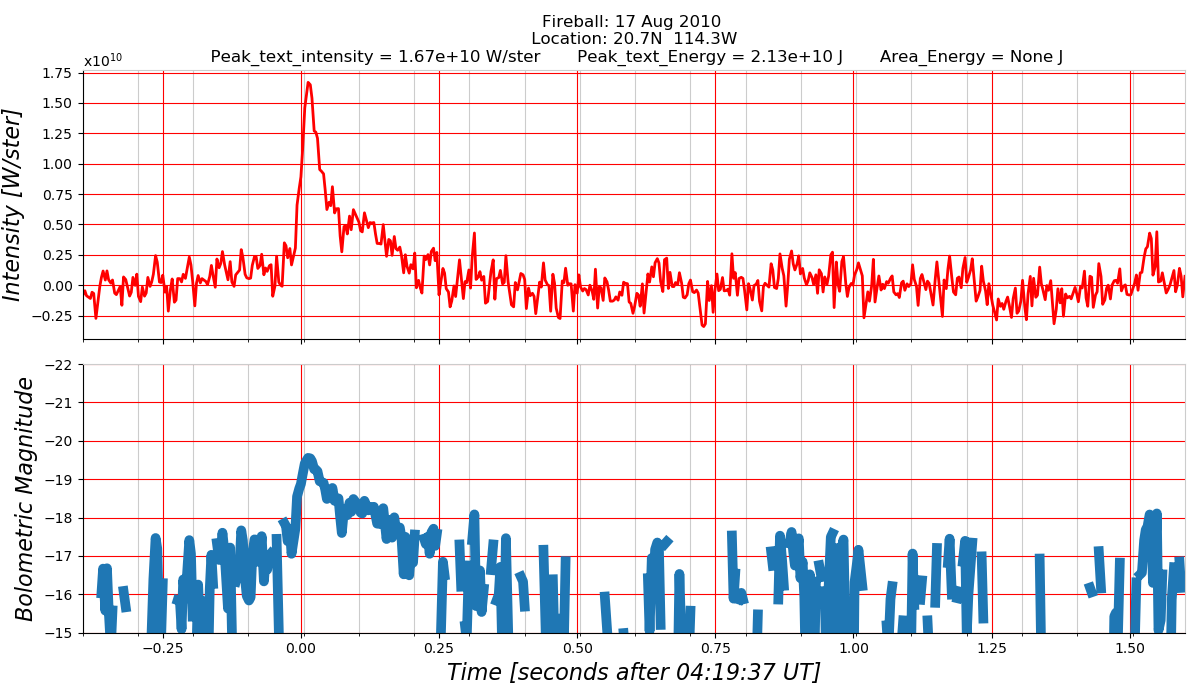 Fireball: 17 Aug 2010
Location: 20.7N  114.3W
Peak_text_intensity = 1.67e+10 W/ster   Peak_text_Energy = 2.13e+10 J   Area_Energy = None J
x10¹⁰
1.75
1.50
1.25
1.00
0.75
0.50
0.25
0.00
−0.25
Intensity [W/ster]
−22
−21
−20
−19
−18
−17
−16
−15
Bolometric Magnitude
−0.25 0.00 0.25 0.50 0.75 1.00 1.25 1.50
Time [seconds after 04:19:37 UT]